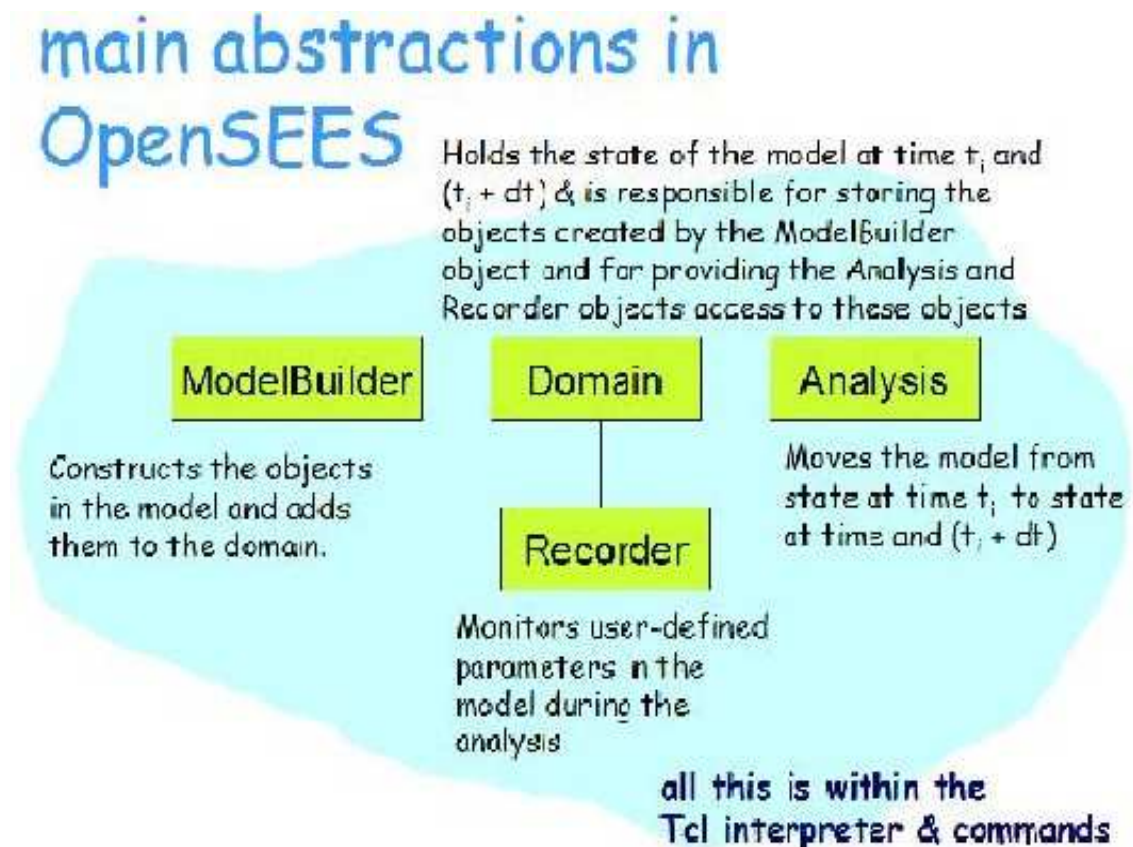 main abstractions in
OpenSEES
Holds the state of the model at time tᵢ and
(tᵢ + dt) & is responsible for storing the
objects created by the ModelBuilder
object and for providing the Analysis and
Recorder objects access to these objects
ModelBuilder
Domain
Analysis
Constructs the objects
in the model and adds
them to the domain.
Moves the model from
state at time tᵢ to state
at time and (tᵢ + dt)
Recorder
Monitors user-defined
parameters in the
model during the
analysis
all this is within the
Tcl interpreter & commands